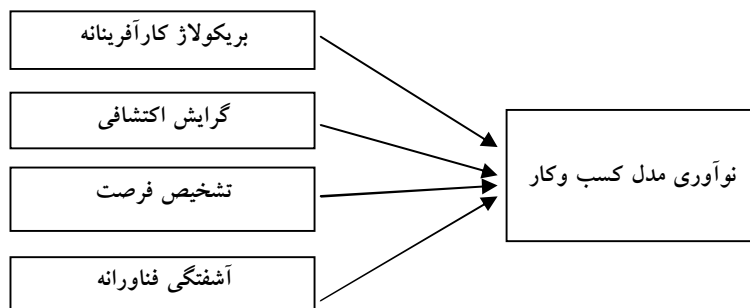 بریکولاژ کارآفرینانه
گرایش اکتشافی
تشخیص فرصت
آشفتگی فناورانه
نوآوری مدل کسب وکار